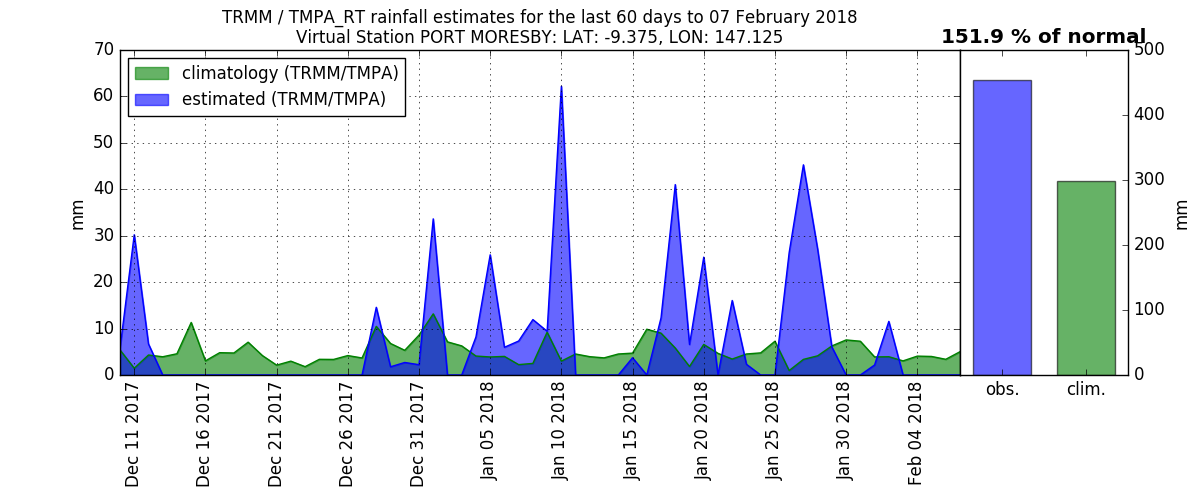 TRMM / TMPA_RT rainfall estimates for the last 60 days to 07 February 2018
Virtual Station PORT MORESBY: LAT: -9.375, LON: 147.125
151.9 % of normal
climatology (TRMM/TMPA)
estimated (TRMM/TMPA)
70
60
50
40
30
20
10
0
mm
Dec 11 2017
Dec 16 2017
Dec 21 2017
Dec 26 2017
Dec 31 2017
Jan 05 2018
Jan 10 2018
Jan 15 2018
Jan 20 2018
Jan 25 2018
Jan 30 2018
Feb 04 2018
obs.
clim.
500
400
300
200
100
0
mm